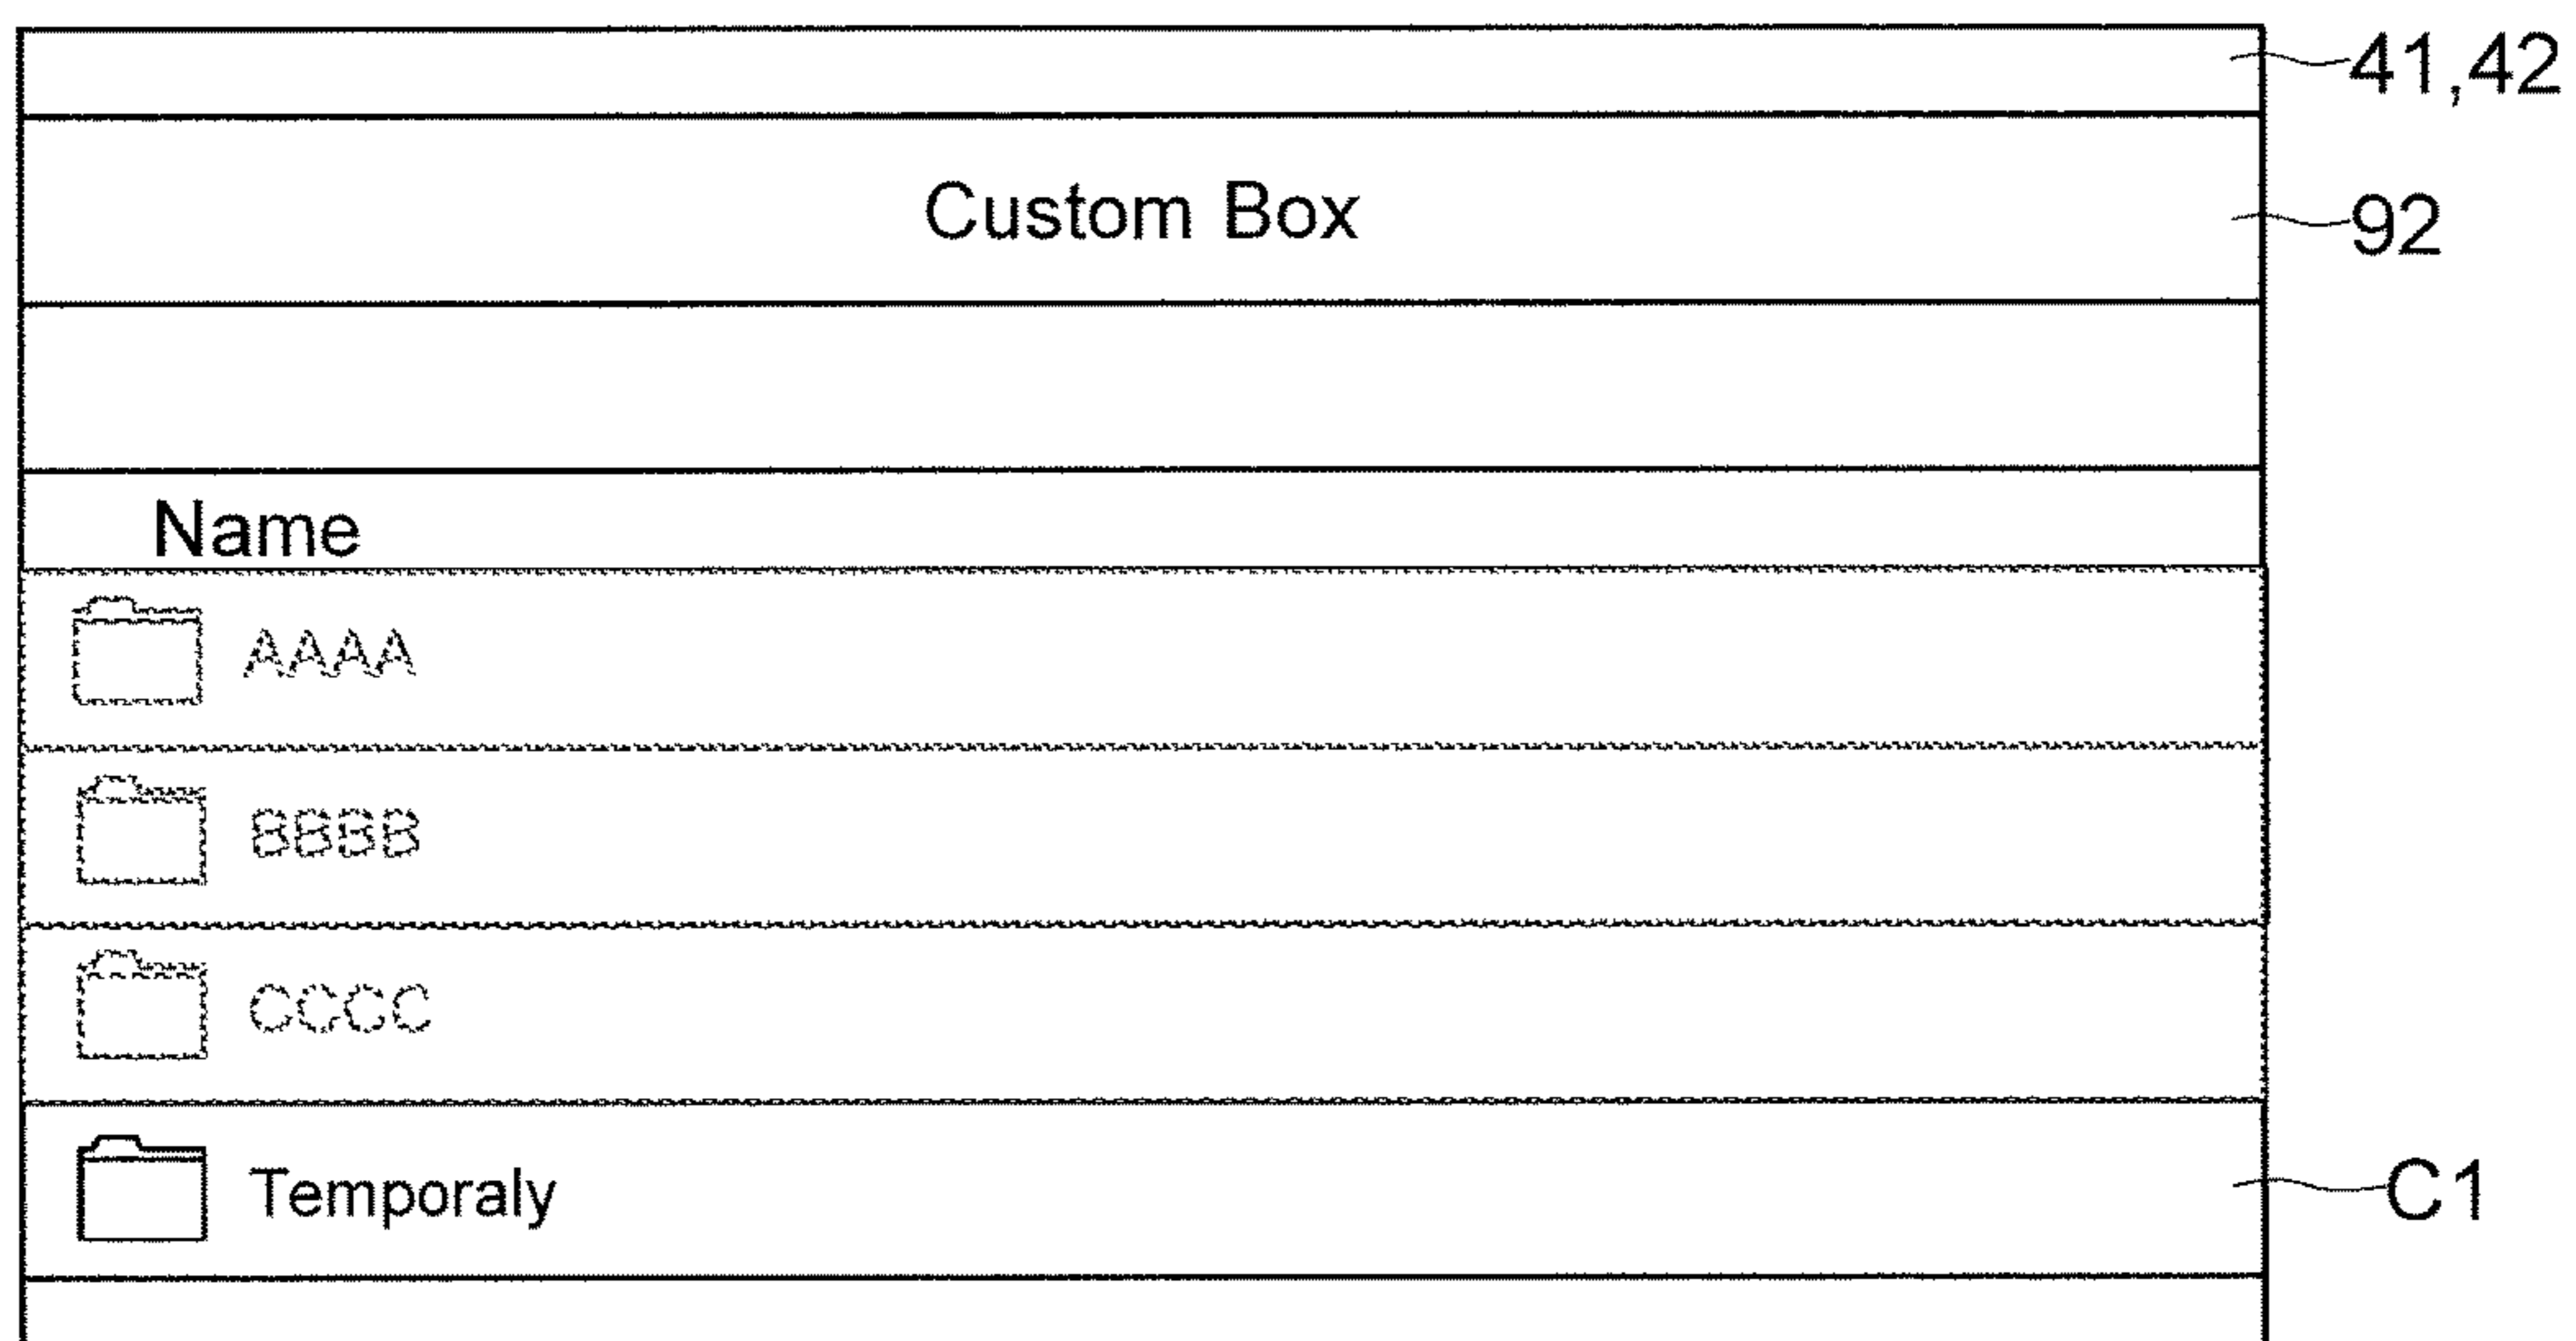 41,42
Custom Box
92
Name
AAAA
BBBB
CCCC
Temporaly
C1